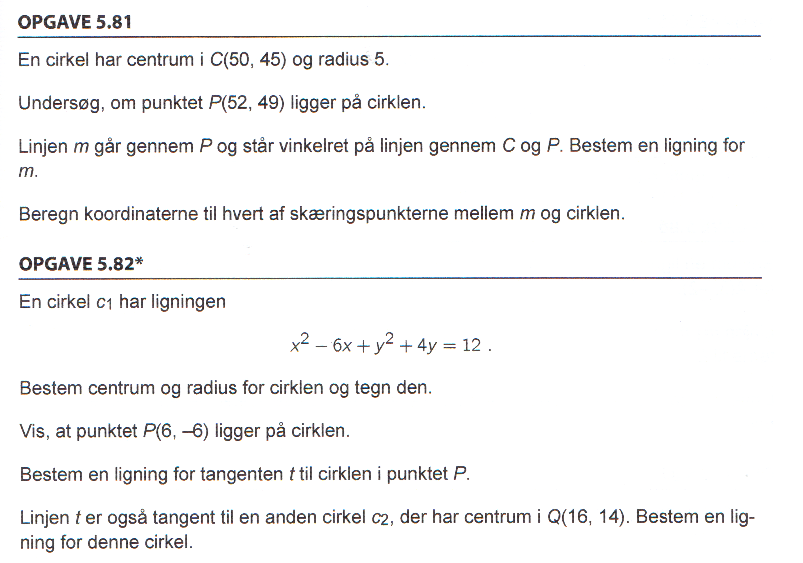 OPGAVE 5.81
En cirkel har centrum i C(50, 45) og radius 5.
Undersøg, om punktet P(52, 49) ligger på cirklen.
Linjen m går gennem P og står vinkelret på linjen gennem C og P. Bestem en ligning for
m.
Beregn koordinaterne til hvert af skæringspunkterne mellem m og cirklen.
OPGAVE 5.82*
En cirkel c₁ har ligningen
x² – 6x + y² + 4y = 12 .
Bestem centrum og radius for cirklen og tegn den.
Vis, at punktet P(6, –6) ligger på cirklen.
Bestem en ligning for tangenten t til cirklen i punktet P.
Linjen t er også tangent til en anden cirkel c₂, der har centrum i Q(16, 14). Bestem en lig-
ning for denne cirkel.